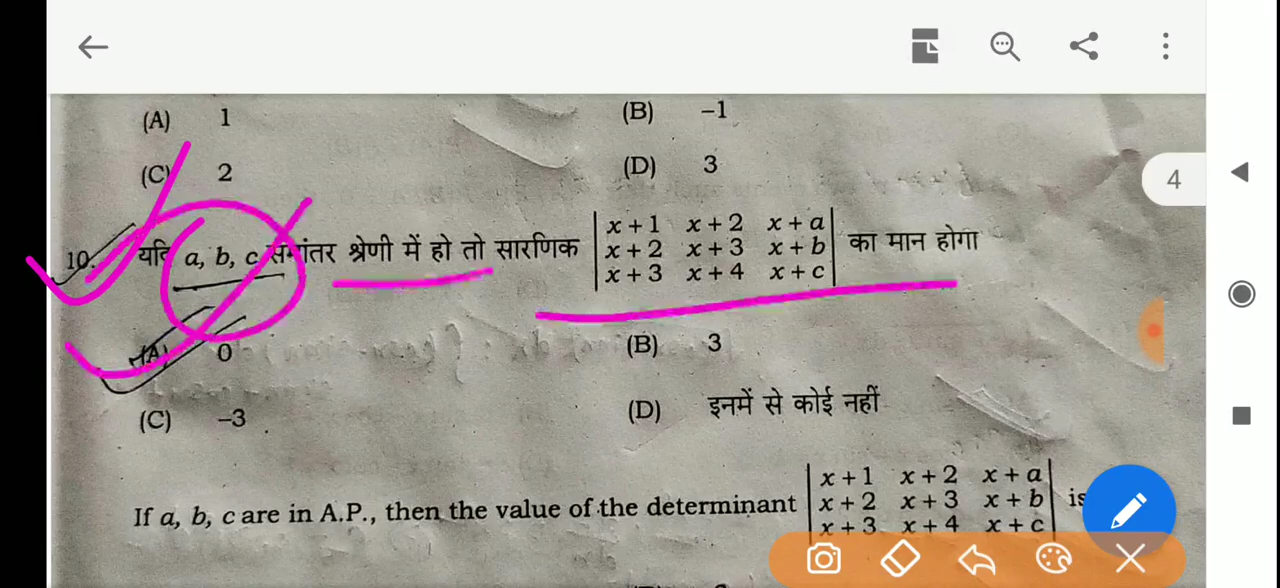 4
(A) 1 (B) -1
(C) 2 (D) 3
10. यदि a, b, c समांतर श्रेणी में हो तो सारणिक | x + 1 x + 2 x + a | का मान होगा
| x + 2 x + 3 x + b |
| x + 3 x + 4 x + c |
(A) 0 (B) 3
(C) -3 (D) इनमें से कोई नहीं
If a, b, c are in A.P., then the value of the determinant | x + 1 x + 2 x + a | is
| x + 2 x + 3 x + b |
| x + 3 x + 4 x + c |